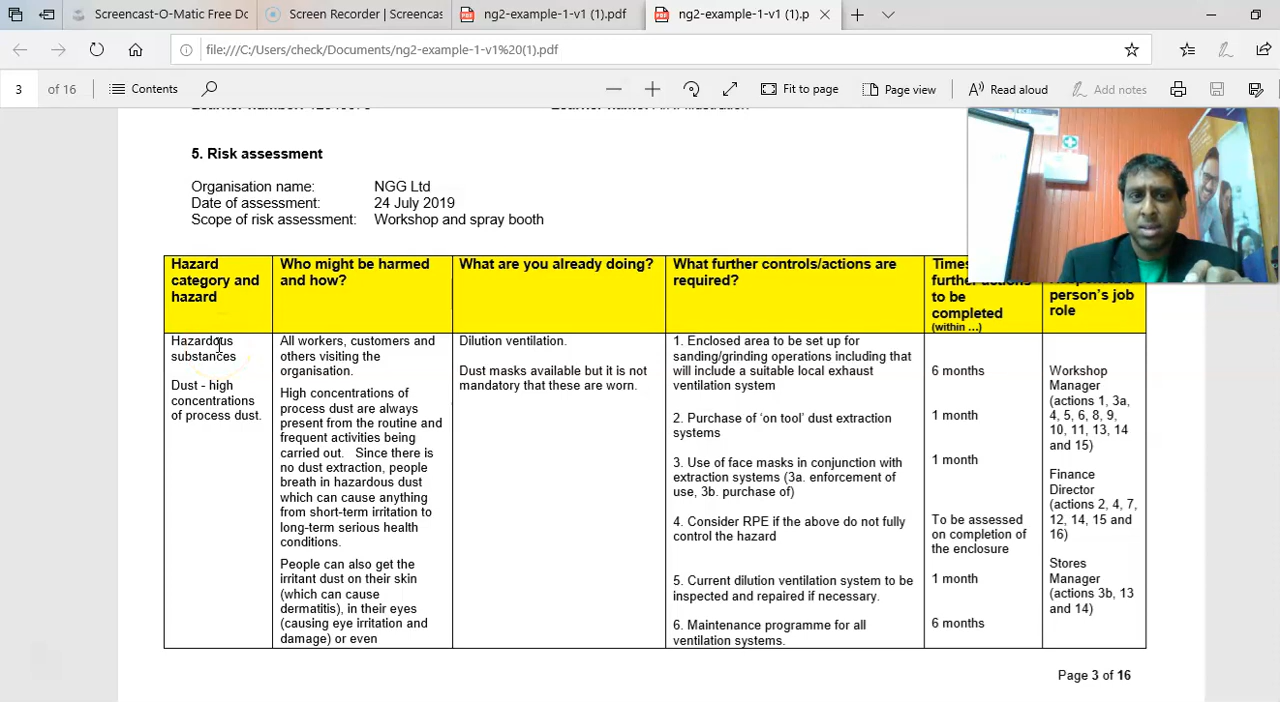 Screencast-O-Matic Free Do
Screen Recorder | Screencas
ng2-example-1-v1 (1).pdf
ng2-example-1-v1 (1).p
file:///C:/Users/check/Documents/ng2-example-1-v1%20(1).pdf
3 of 16
Contents
Fit to page
Page view
Read aloud
Add notes
5. Risk assessment
Organisation name: NGG Ltd
Date of assessment: 24 July 2019
Scope of risk assessment: Workshop and spray booth
Hazard
category and
hazard
Who might be harmed
and how?
What are you already doing?
What further controls/actions are
required?
Times
further actions
to be
completed
(within ...)
person's job
role
Hazardous
substances
Dust - high
concentrations
of process dust.
All workers, customers and
others visiting the
organisation.
High concentrations of
process dust are always
present from the routine and
frequent activities being
carried out. Since there is
no dust extraction, people
breath in hazardous dust
which can cause anything
from short-term irritation to
long-term serious health
conditions.
People can also get the
irritant dust on their skin
(which can cause
dermatitis), in their eyes
(causing eye irritation and
damage) or even
Dilution ventilation.
Dust masks available but it is not
mandatory that these are worn.
1. Enclosed area to be set up for
sanding/grinding operations including that
will include a suitable local exhaust
ventilation system
2. Purchase of 'on tool' dust extraction
systems
3. Use of face masks in conjunction with
extraction systems (3a. enforcement of
use, 3b. purchase of)
4. Consider RPE if the above do not fully
control the hazard
5. Current dilution ventilation system to be
inspected and repaired if necessary.
6. Maintenance programme for all
ventilation systems.
6 months
1 month
1 month
To be assessed
on completion of
the enclosure
1 month
6 months
Workshop
Manager
(actions 1, 3a,
4, 5, 6, 8, 9,
10, 11, 13, 14
and 15)
Finance
Director
(actions 2, 4, 7,
12, 14, 15 and
16)
Stores
Manager
(actions 3b, 13
and 14)
Page 3 of 16